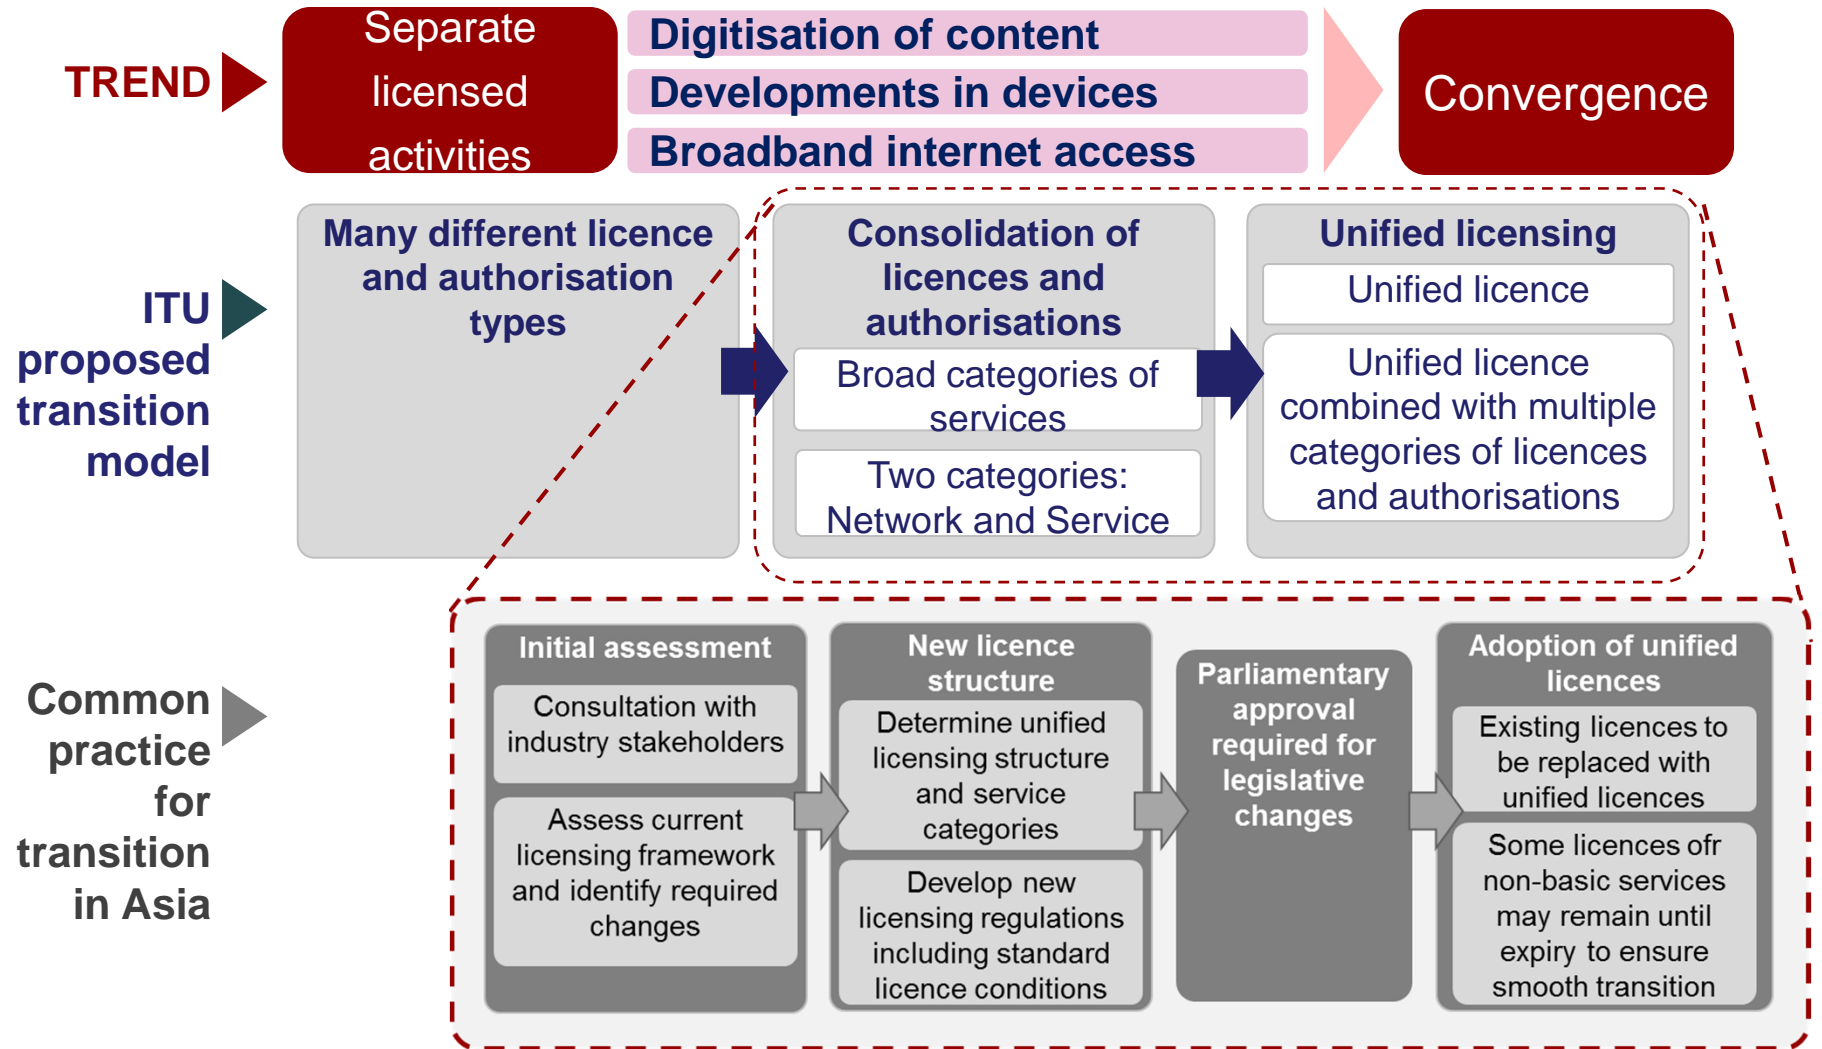 TREND
Separate
licensed
activities
Digitisation of content
Developments in devices
Broadband internet access
Convergence
ITU
proposed
transition
model
Many different licence
and authorisation
types
Consolidation of
licences and
authorisations
Broad categories of
services
Two categories:
Network and Service
Unified licensing
Unified licence
Unified licence
combined with multiple
categories of licences
and authorisations
Common
practice
for
transition
in Asia
Initial assessment
Consultation with
industry stakeholders
Assess current
licensing framework
and identify required
changes
New licence
structure
Determine unified
licensing structure
and service
categories
Develop new
licensing regulations
including standard
licence conditions
Parliamentary
approval
required for
legislative
changes
Adoption of unified
licences
Existing licences to
be replaced with
unified licences
Some licences ofr
non-basic services
may remain until
expiry to ensure
smooth transition